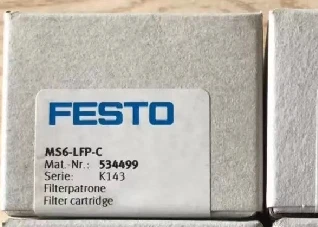 FESTO
MS6-LFP-C
Mat.-Nr.: 534499
Serie: K143
Filterpatrone
Filter cartridge